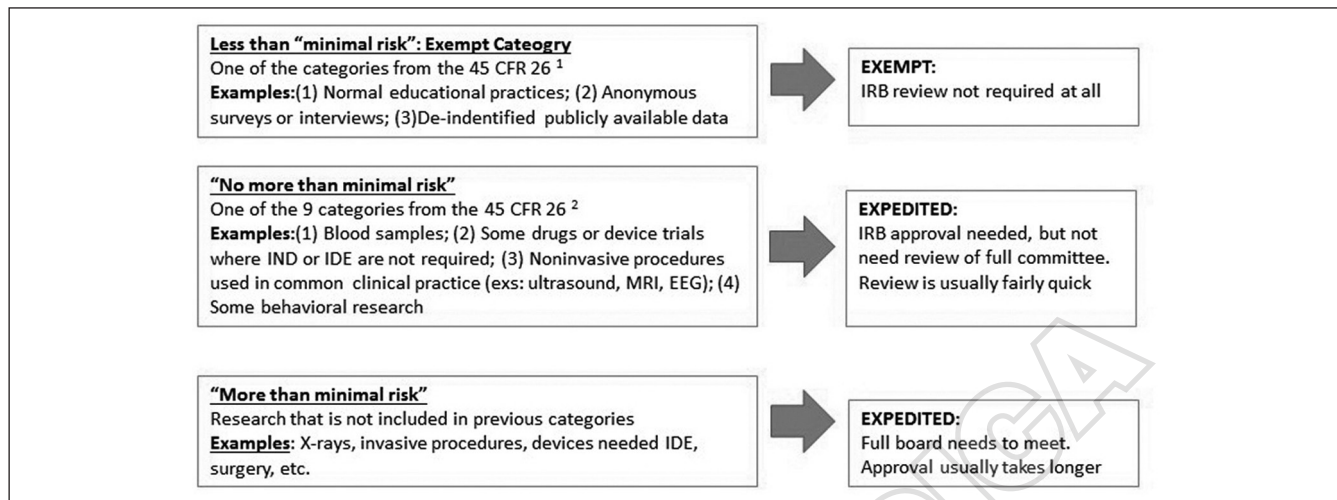 Less than “minimal risk”: Exempt Cateogry
One of the categories from the 45 CFR 26 1
Examples:(1) Normal educational practices; (2) Anonymous
surveys or interviews; (3)De-indentified publicly available data
EXEMPT:
IRB review not required at all
“No more than minimal risk”
One of the 9 categories from the 45 CFR 26 2
Examples:(1) Blood samples; (2) Some drugs or device trials
where IND or IDE are not required; (3) Noninvasive procedures
used in common clinical practice (exs: ultrasound, MRI, EEG); (4)
Some behavioral research
EXPEDITED:
IRB approval needed, but not
need review of full committee.
Review is usually fairly quick
“More than minimal risk”
Research that is not included in previous categories
Examples: X-rays, invasive procedures, devices needed IDE,
surgery, etc.
EXPEDITED:
Full board needs to meet.
Approval usually takes longer